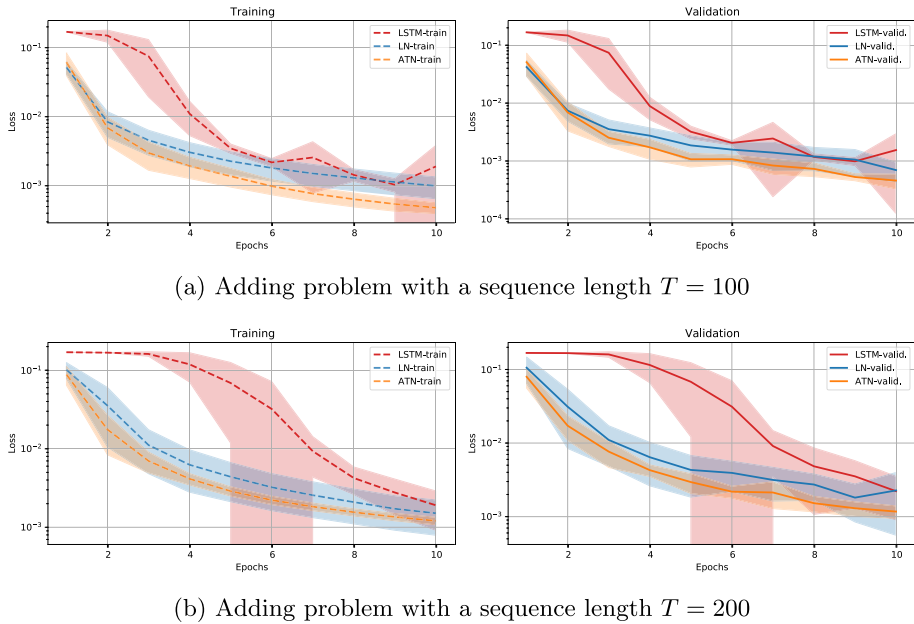 Training
Validation
LSTM-train
LN-train
ATN-train
LSTM-valid.
LN-valid.
ATN-valid.
Loss
10⁻¹
10⁻²
10⁻³
2
4
6
8
10
Epochs
Loss
10⁻¹
10⁻²
10⁻³
10⁻⁴
2
4
6
8
10
Epochs
(a) Adding problem with a sequence length T = 100
Training
Validation
LSTM-train
LN-train
ATN-train
LSTM-valid.
LN-valid.
ATN-valid.
Loss
10⁻¹
10⁻²
10⁻³
2
4
6
8
10
Epochs
Loss
10⁻¹
10⁻²
10⁻³
2
4
6
8
10
Epochs
(b) Adding problem with a sequence length T = 200